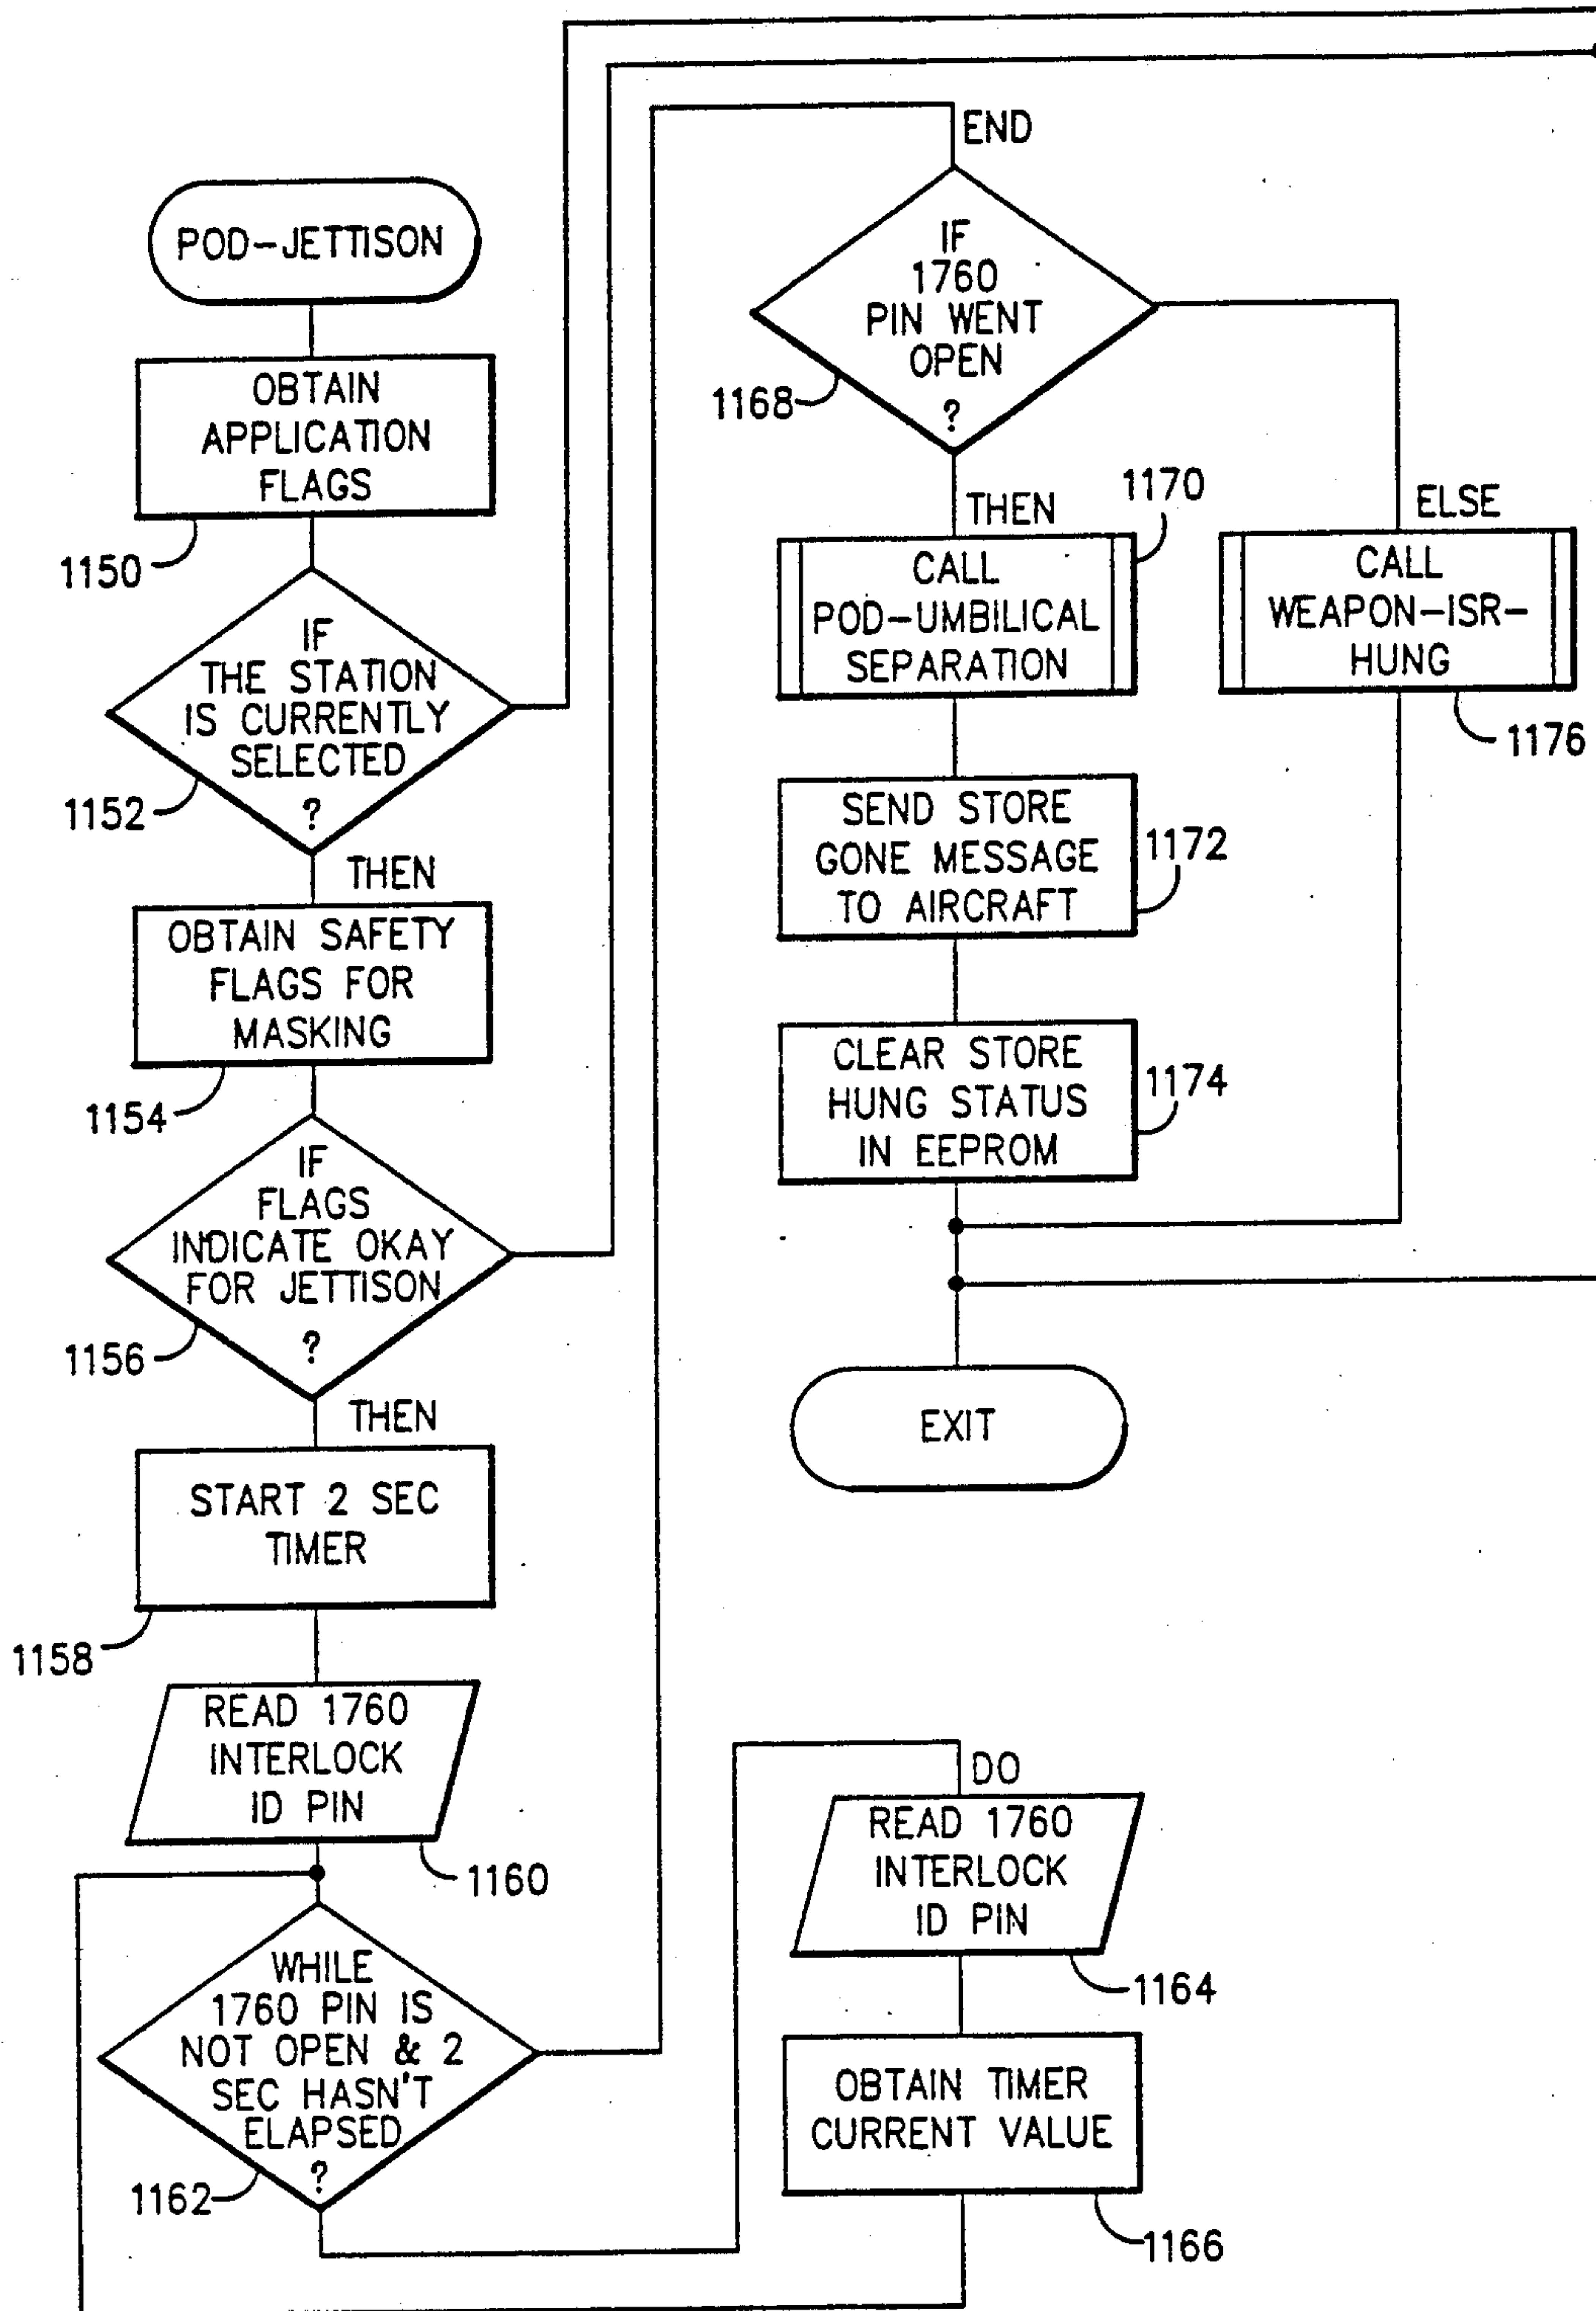 POD-JETTISON
OBTAIN
APPLICATION
FLAGS
1150
IF
THE STATION
IS CURRENTLY
SELECTED
?
1152
THEN
OBTAIN SAFETY
FLAGS FOR
MASKING
1154
IF
FLAGS
INDICATE OKAY
FOR JETTISON
?
1156
THEN
START 2 SEC
TIMER
1158
READ 1760
INTERLOCK
ID PIN
1160
WHILE
1760 PIN IS
NOT OPEN & 2
SEC HASN'T
ELAPSED
?
1162
DO
READ 1760
INTERLOCK
ID PIN
1164
OBTAIN TIMER
CURRENT VALUE
1166
END
IF
1760
PIN WENT
OPEN
?
1168
THEN
CALL
POD-UMBILICAL
SEPARATION
1170
SEND STORE
GONE MESSAGE
TO AIRCRAFT
1172
CLEAR STORE
HUNG STATUS
IN EEPROM
1174
ELSE
CALL
WEAPON-ISR-
HUNG
1176
EXIT